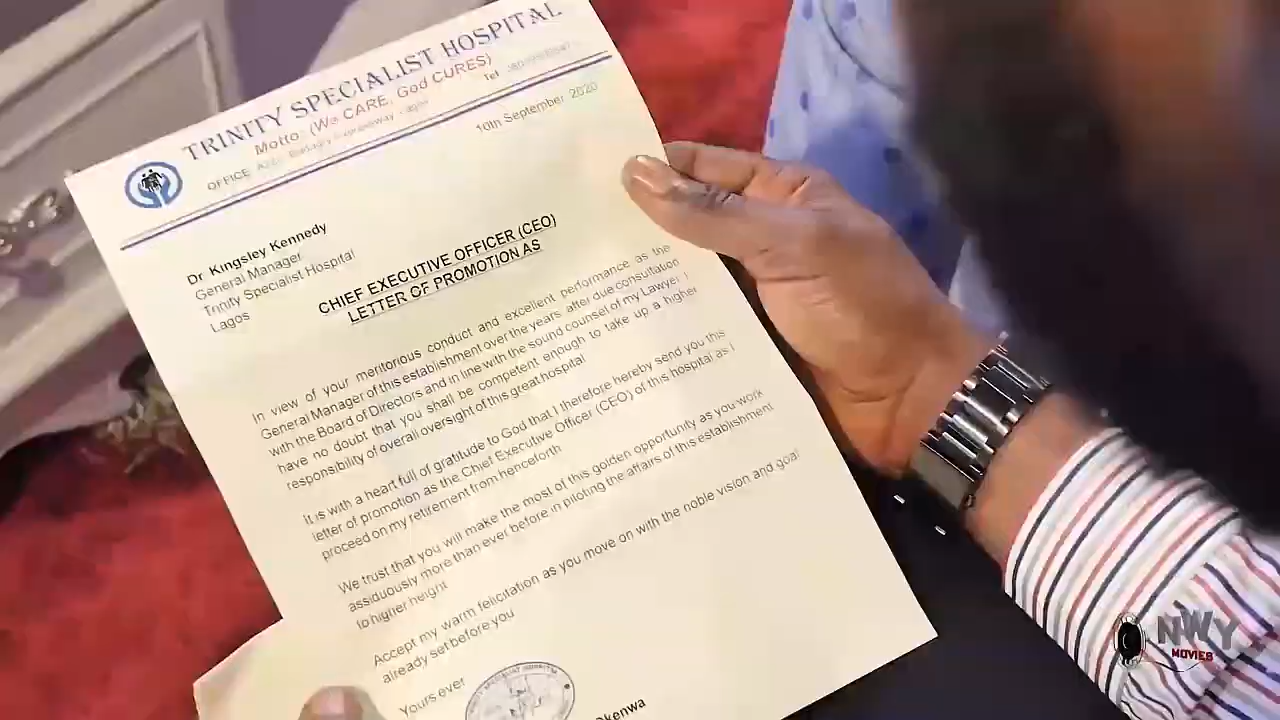 TRINITY SPECIALIST HOSPITAL
Motto: (We CARE, God CURES)
OFFICE Expressway, Lagos Tel
10th September 2020
Dr Kingsley Kennedy
General Manager
Trinity Specialist Hospital
Lagos
CHIEF EXECUTIVE OFFICER (CEO)
LETTER OF PROMOTION AS
In view of your meritorious conduct and excellent performance as the
General Manager of this establishment over the years, after due consultation
with the Board of Directors and in line with the sound counsel of my Lawyer I
have no doubt that you shall be competent enough to take up a higher
responsibility of overall oversight of this great hospital
It is with a heart full of gratitude to God that I therefore hereby send you this
letter of promotion as the Chief Executive Officer (CEO) of this hospital as I
proceed on my retirement from henceforth
We trust that you will make the most of this golden opportunity as you work
assiduously more than ever before in piloting the affairs of this establishment
to higher height
Accept my warm felicitation as you move on with the noble vision and goal
already set before you
Yours ever
Okenwa
NWY
MOVIES